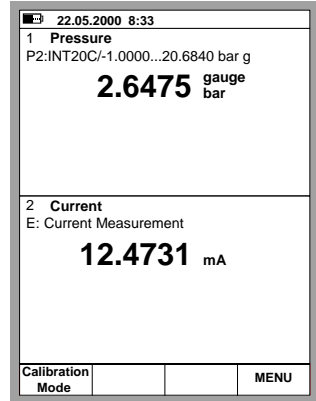 22.05.2000 8:33
1 Pressure
P2:INT20C/-1.0000...20.6840 bar g
2.6475 gauge bar
2 Current
E: Current Measurement
12.4731 mA
Calibration Mode
MENU